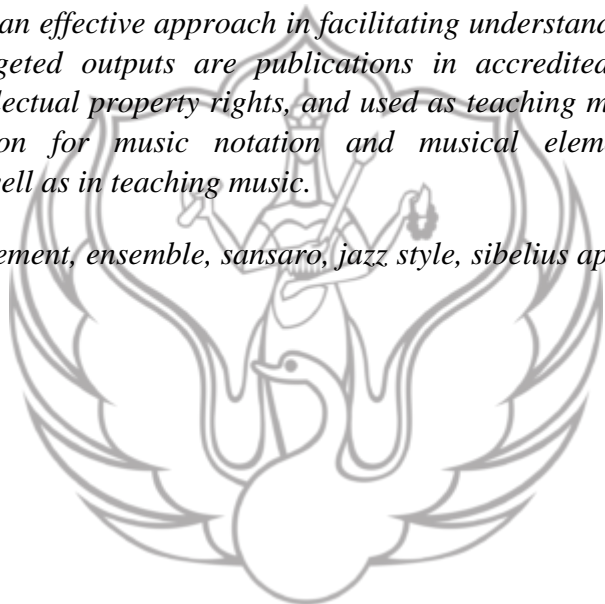 an effective approach in facilitating understand
geted outputs are publications in accredited
lectual property rights, and used as teaching m
on for music notation and musical elem
ell as in teaching music.
ement, ensemble, sansaro, jazz style, sibelius ap